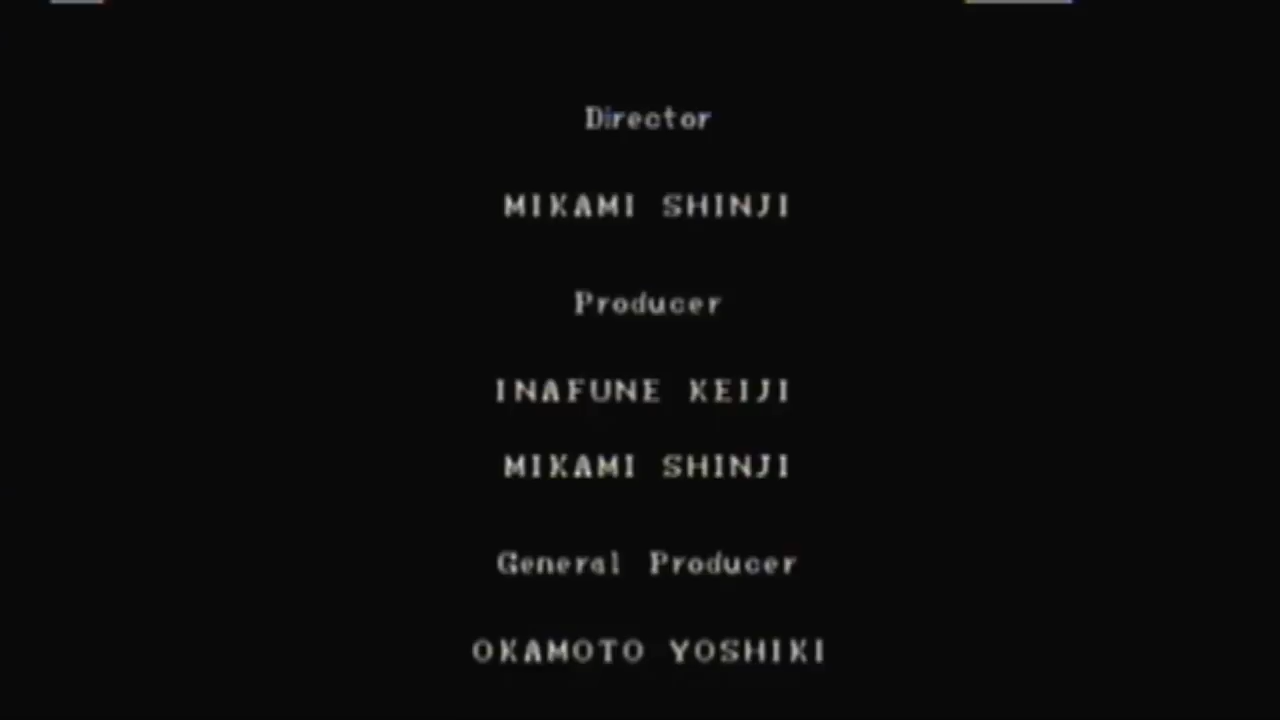 Director
MIKAMI SHINJI
Producer
INAFUNE KEIJI
MIKAMI SHINJI
General Producer
OKAMOTO YOSHIKI